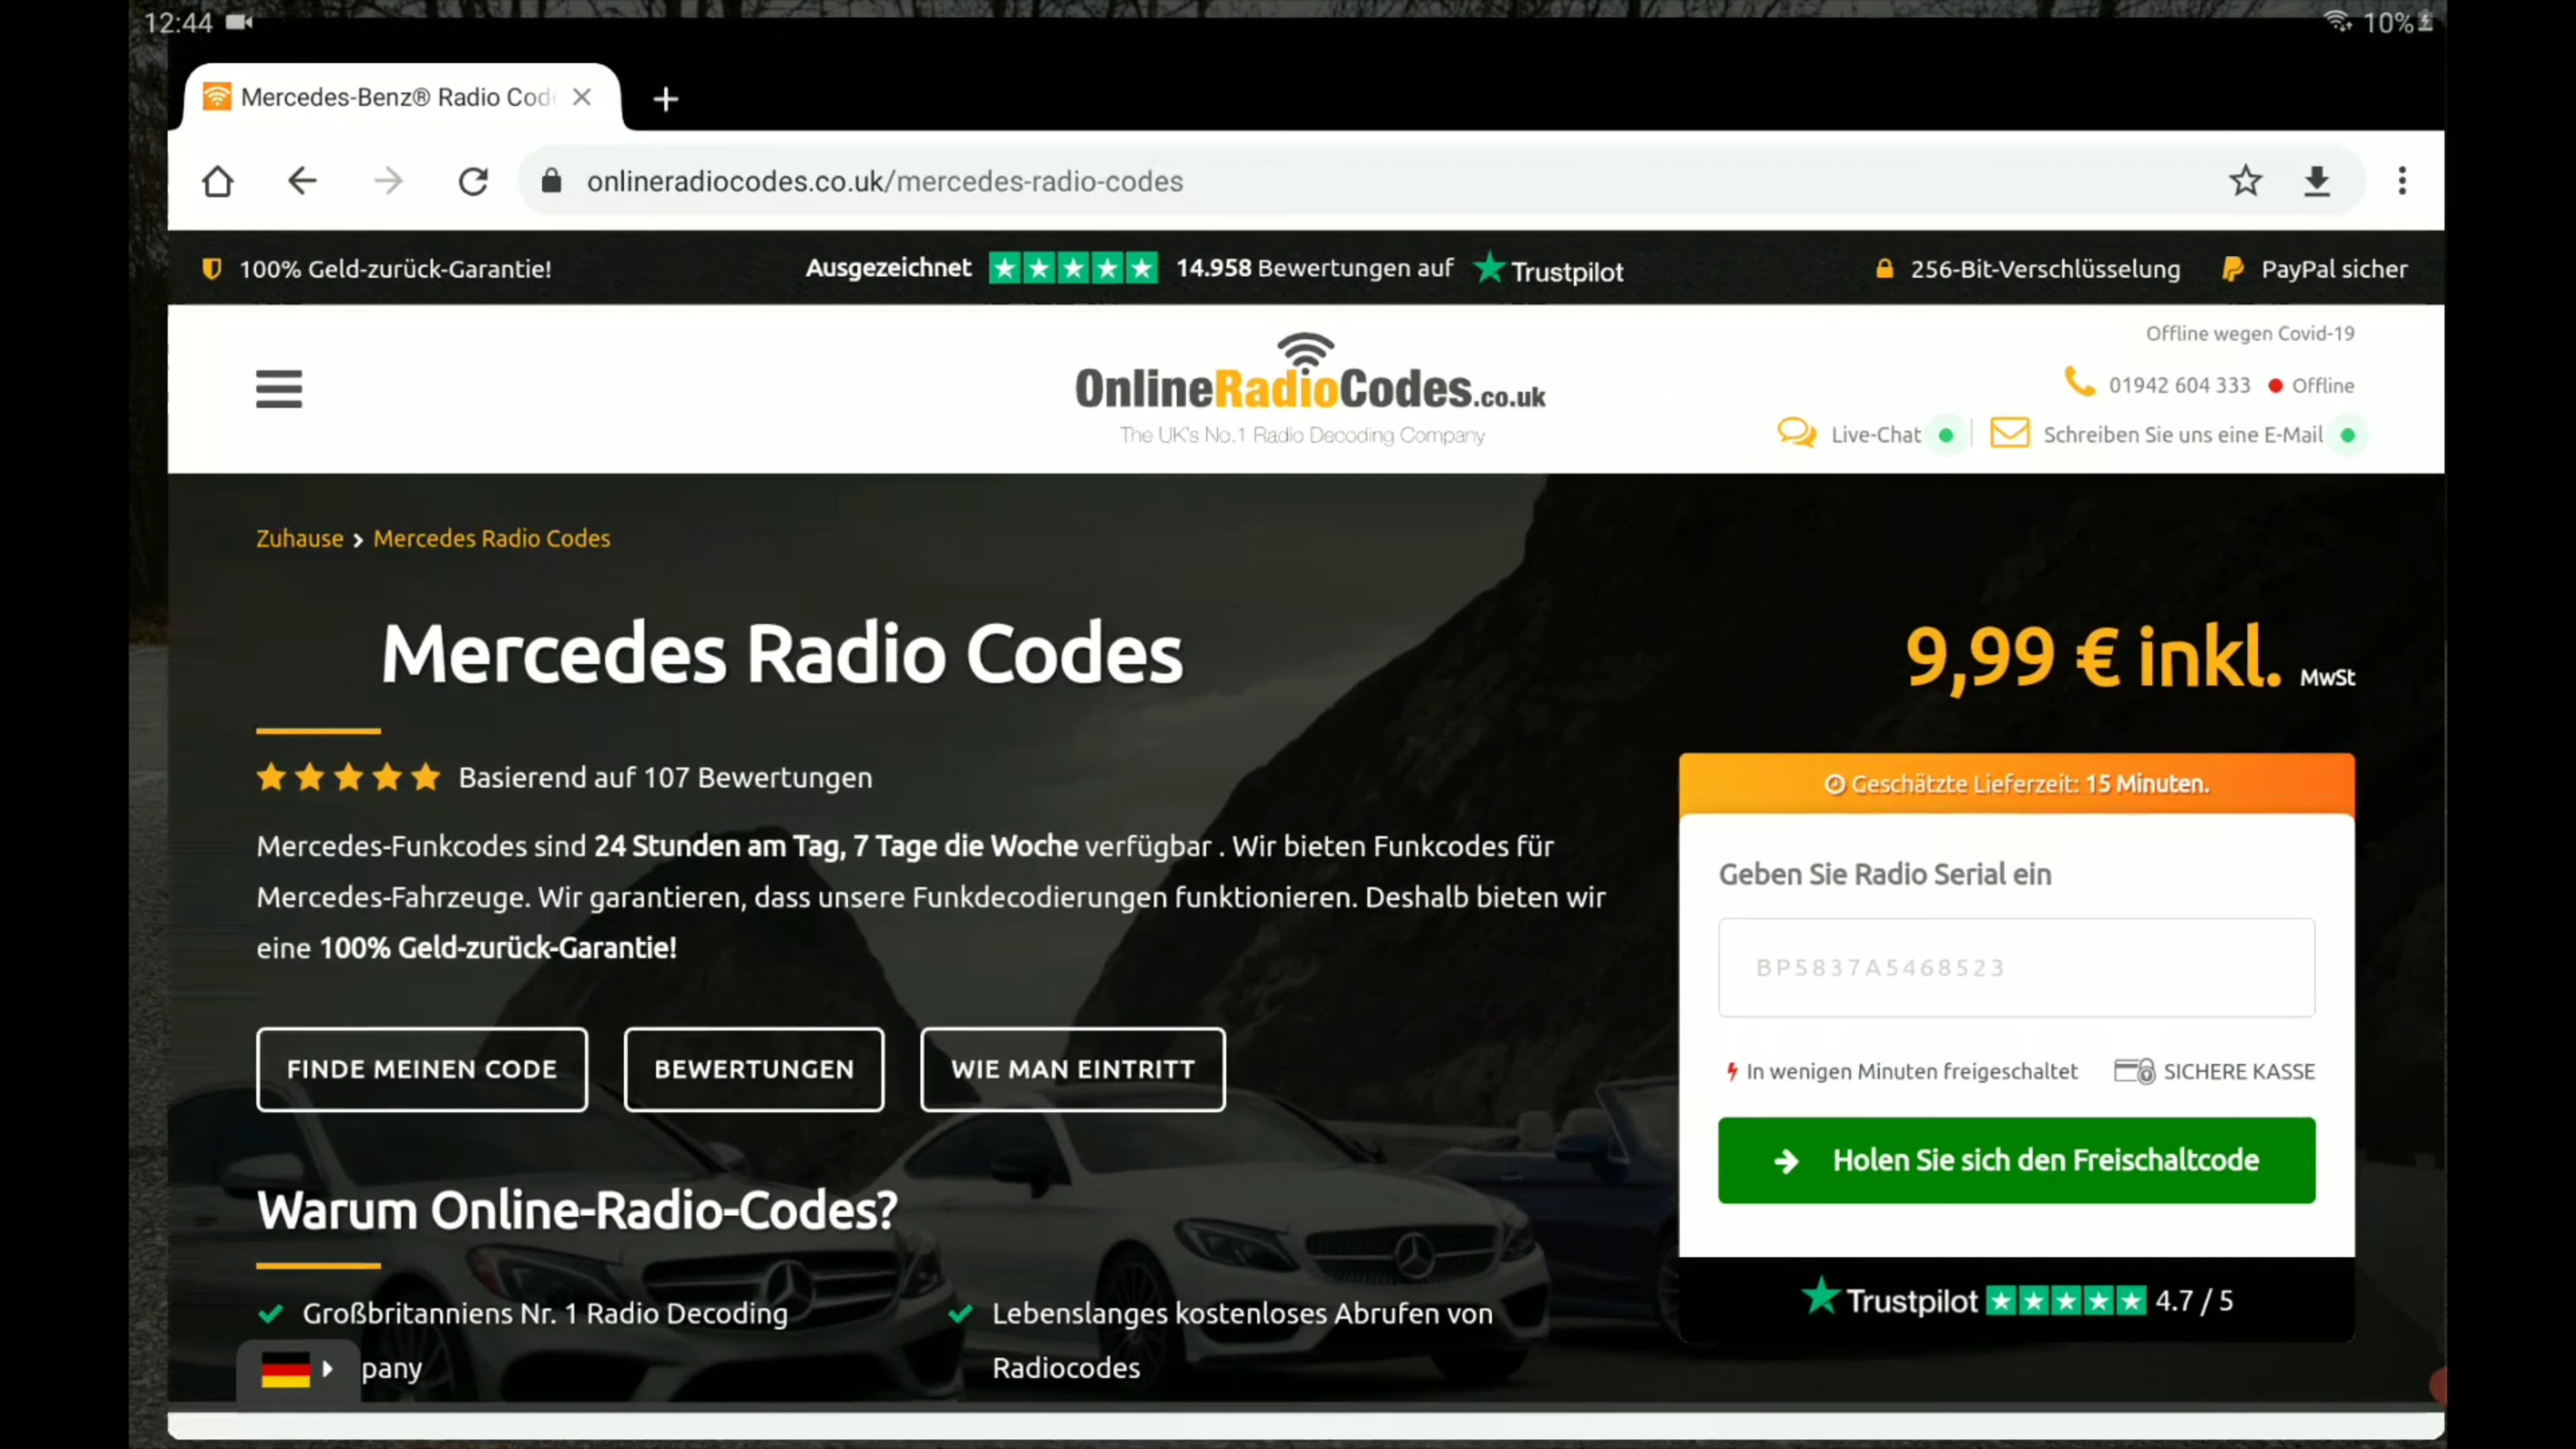 12:44
10%
Mercedes-Benz® Radio Cod
onlineradiocodes.co.uk/mercedes-radio-codes
100% Geld-zurück-Garantie!
Ausgezeichnet 14.958 Bewertungen auf Trustpilot
256-Bit-Verschlüsselung PayPal sicher
Offline wegen Covid-19
OnlineRadioCodes.co.uk
The UK's No.1 Radio Decoding Company
01942 604 333 Offline
Live-Chat Schreiben Sie uns eine E-Mail
Zuhause > Mercedes Radio Codes
Mercedes Radio Codes
9,99 € inkl. MwSt
Basierend auf 107 Bewertungen
Mercedes-Funkcodes sind 24 Stunden am Tag, 7 Tage die Woche verfügbar . Wir bieten Funkcodes für
Mercedes-Fahrzeuge. Wir garantieren, dass unsere Funkdecodierungen funktionieren. Deshalb bieten wir
eine 100% Geld-zurück-Garantie!
FINDE MEINEN CODE
BEWERTUNGEN
WIE MAN EINTRITT
Geschätzte Lieferzeit: 15 Minuten.
Geben Sie Radio Serial ein
BP5837A5468523
In wenigen Minuten freigeschaltet SICHERE KASSE
Holen Sie sich den Freischaltcode
Trustpilot 4.7 / 5
Warum Online-Radio-Codes?
Großbritanniens Nr. 1 Radio Decoding
pany
Lebenslanges kostenloses Abrufen von
Radiocodes